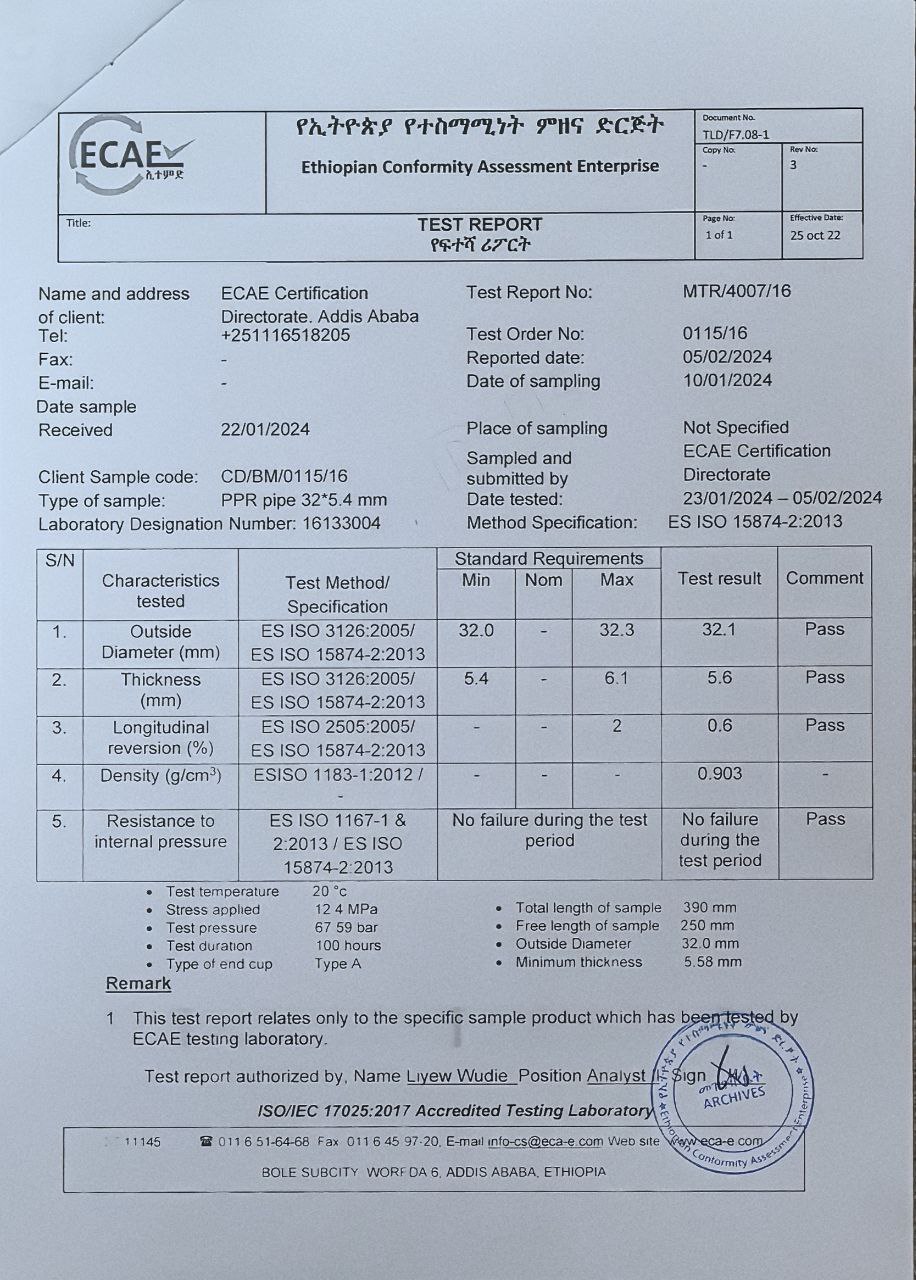 ECAE
ኢተምድ
የኢትዮጵያ የተስማሚነት ምዘና ድርጅት
Ethiopian Conformity Assessment Enterprise
Document No.
TLD/F7.08-1
Copy No:
-
Rev No:
3
Title:
TEST REPORT
የፍተሻ ሪፖርት
Page No:
1 of 1
Effective Date:
25 oct 22
Name and address of client: ECAE Certification Directorate. Addis Ababa
Tel: +251116518205
Fax: -
E-mail: -
Date sample Received 22/01/2024
Client Sample code: CD/BM/0115/16
Type of sample: PPR pipe 32*5.4 mm
Laboratory Designation Number: 16133004
Test Report No: MTR/4007/16
Test Order No: 0115/16
Reported date: 05/02/2024
Date of sampling 10/01/2024
Place of sampling Not Specified
Sampled and submitted by ECAE Certification Directorate
Date tested: 23/01/2024 – 05/02/2024
Method Specification: ES ISO 15874-2:2013
S/N Characteristics tested Test Method/ Specification Standard Requirements Min Nom Max Test result Comment
1. Outside Diameter (mm) ES ISO 3126:2005/ ES ISO 15874-2:2013 32.0 - 32.3 32.1 Pass
2. Thickness (mm) ES ISO 3126:2005/ ES ISO 15874-2:2013 5.4 - 6.1 5.6 Pass
3. Longitudinal reversion (%) ES ISO 2505:2005/ ES ISO 15874-2:2013 - - 2 0.6 Pass
4. Density (g/cm³) ESISO 1183-1:2012 / - - - - 0.903 -
5. Resistance to internal pressure ES ISO 1167-1 & 2:2013 / ES ISO 15874-2:2013 No failure during the test period No failure during the test period Pass
• Test temperature 20 °c
• Stress applied 12 4 MPa
• Test pressure 67 59 bar
• Test duration 100 hours
• Type of end cup Type A
• Total length of sample 390 mm
• Free length of sample 250 mm
• Outside Diameter 32.0 mm
• Minimum thickness 5.58 mm
Remark
1 This test report relates only to the specific sample product which has been tested by
ECAE testing laboratory.
Test report authorized by, Name Liyew Wudie Position Analyst II Sign
ISO/IEC 17025:2017 Accredited Testing Laboratory
11145 ☎ 011 6 51-64-68 Fax 011 6 45 97-20, E-mail info-cs@eca-e.com Web site www.eca-e.com
BOLE SUBCITY WOREDA 6, ADDIS ABABA, ETHIOPIA
ARCHIVES
Ethiopian Conformity Assessment Enterprise